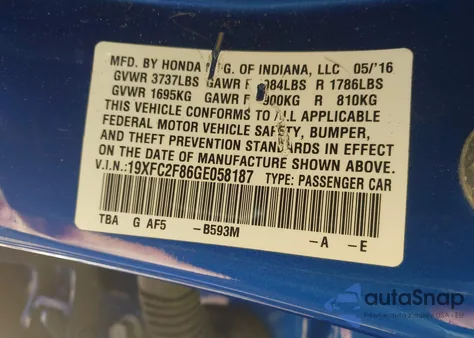 MFD. BY HONDA M G. OF INDIANA, LLC 05/'16
GVWR 3737LBS GAWR F 084LBS R 1786LBS
GVWR 1695KG GAWR F 900KG R 810KG
THIS VEHICLE CONFORMS TO ALL APPLICABLE
FEDERAL MOTOR VEHICLE SAFETY, BUMPER,
AND THEFT PREVENTION STANDARDS IN EFFECT
ON THE DATE OF MANUFACTURE SHOWN ABOVE.
V.I.N.:19XFC2F86GE058187 TYPE: PASSENGER CAR
TBA G AF5 -B593M -A -E
autoSnap